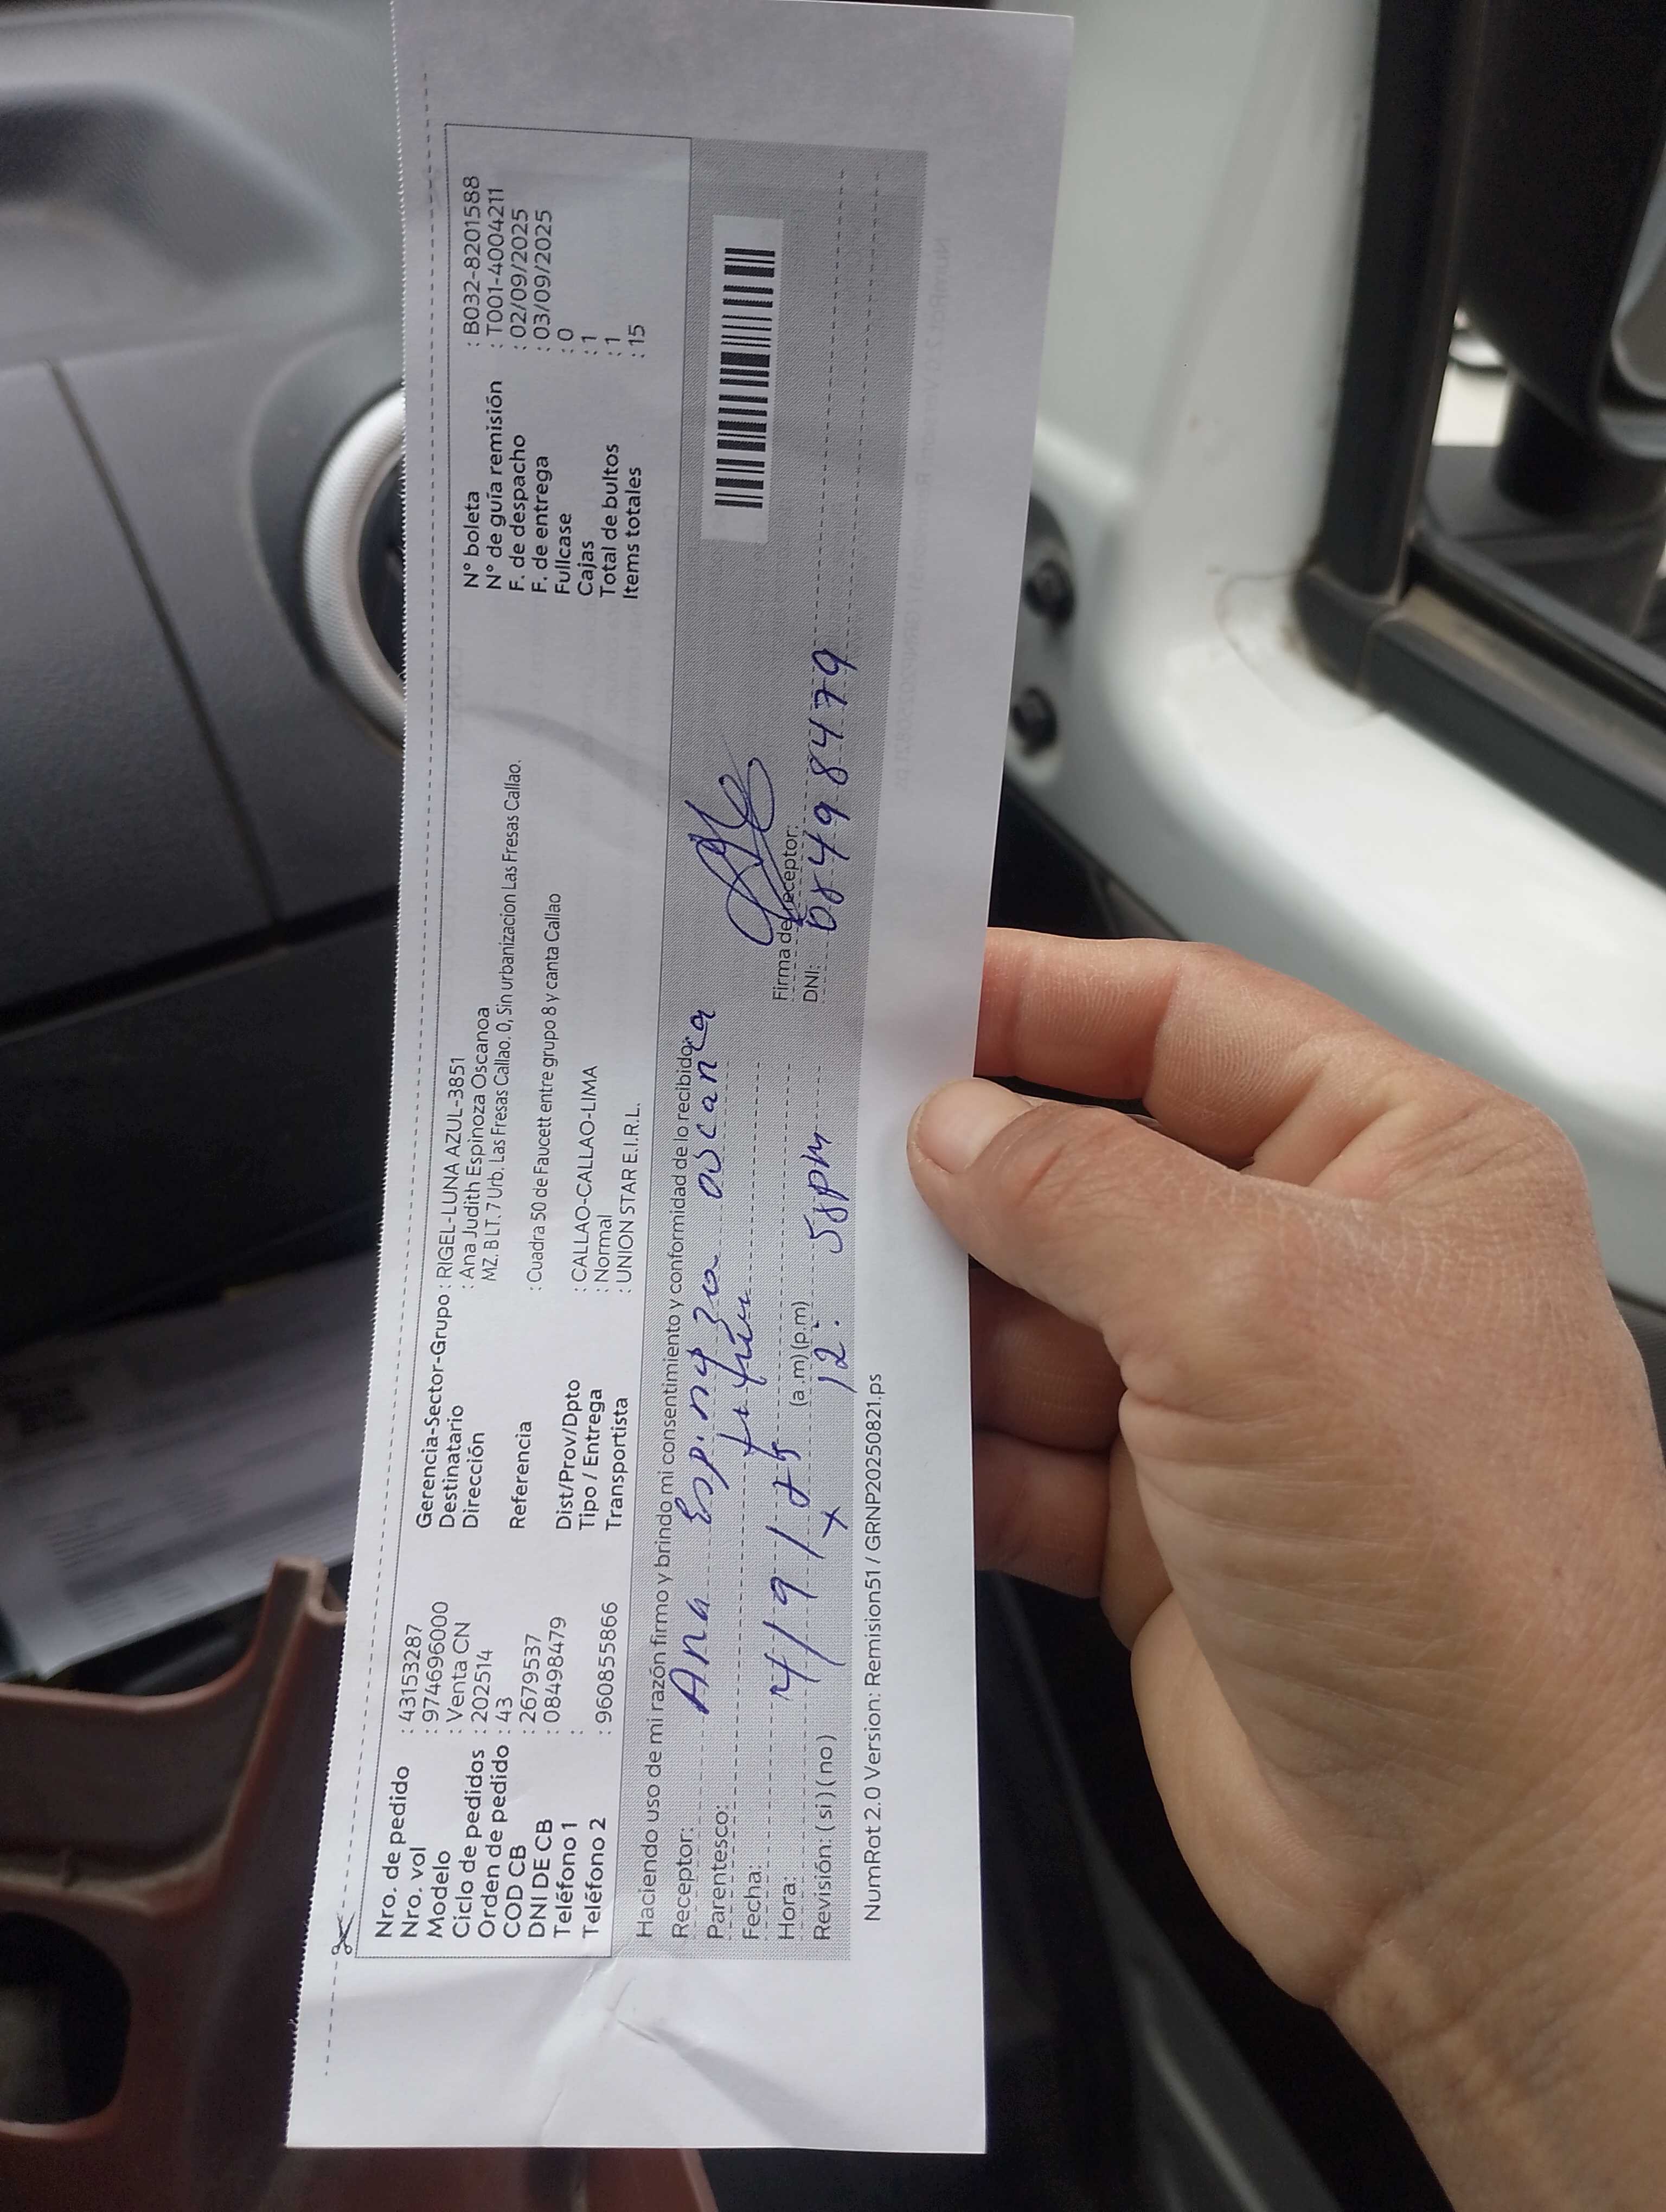 Nro. de pedido : 43153287
Nro. vol : 974696000
Modelo : Venta CN
Ciclo de pedidos : 202514
Orden de pedido : 43
COD CB : 2679537
DNI DE CB : 08498479
Teléfono 1 :
Teléfono 2 : 960855866
Gerencia-Sector-Grupo : RIGEL-LUNA AZUL-3851
Destinatario : Ana Judith Espinoza Oscanoa
Dirección MZ. B LT. 7 Urb. Las Fresas Callao. 0, Sin urbanizacion Las Fresas Callao.
Referencia : Cuadra 50 de Faucett entre grupo 8 y canta Callao
Dist/Prov/Dpto : CALLAO-CALLAO-LIMA
Tipo / Entrega : Normal
Transportista : UNION STAR E.I.R.L.
N° boleta : B032-8201588
N° de guía remisión : T001-4004211
F. de despacho : 02/09/2025
F. de entrega : 03/09/2025
Fullcase : 0
Cajas : 1
Total de bultos : 1
Items totales : 15
Haciendo uso de mi razón firmo y brindo mi consentimiento y conformidad de lo recibido:
Receptor: Ana Espinoza oscanoa
Parentesco:
Fecha: 4/9/25
Hora: (a.m) (p.m) 12: 58pm
Revisión: ( si ) ( no ) x
Firma de receptor:
DNI: 08498479
NumRot 2.0 Version: Remision51 / GRNP20250821.ps